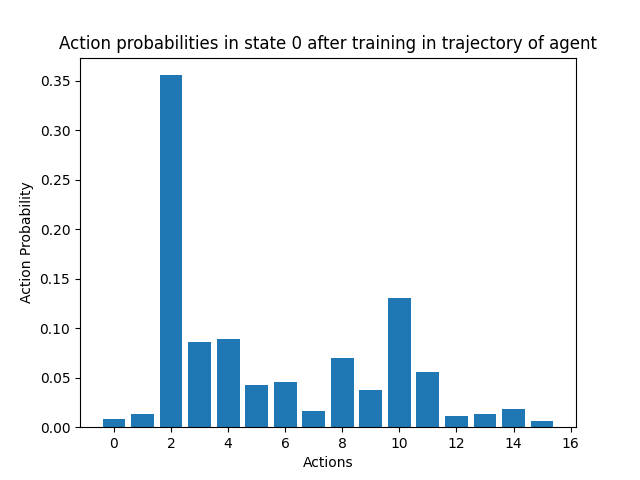 Action probabilities in state 0 after training in trajectory of agent
0.35
0.30
0.25
0.20
0.15
0.10
0.05
0.00
Action Probability
0 2 4 6 8 10 12 14 16
Actions